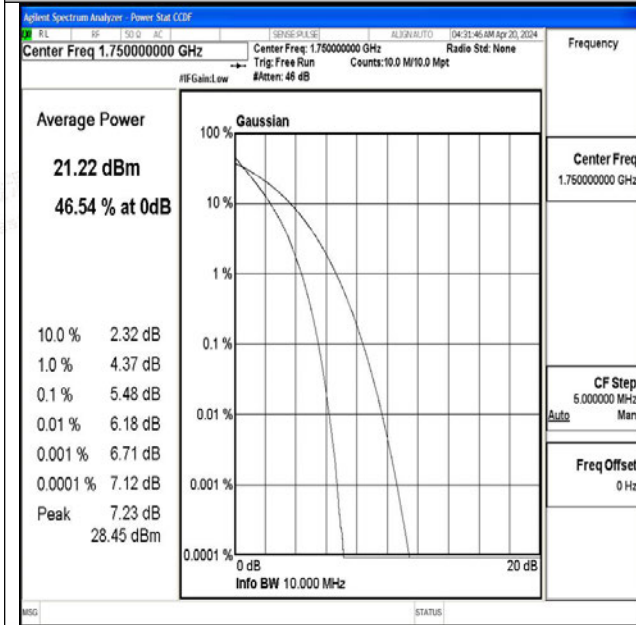 Agilent Spectrum Analyzer - Power Stat CCDF
RL RF 50 Ω AC SENSE:PULSE ALIGN AUTO 04:31:46 AM Apr 20, 2024
Center Freq 1.750000000 GHz
Center Freq: 1.750000000 GHz Radio Std: None
Trig: Free Run Counts:10.0 M/10.0 Mpt
#IFGain:Low #Atten: 46 dB
Frequency
Average Power
21.22 dBm
46.54 % at 0dB
10.0 % 2.32 dB
1.0 % 4.37 dB
0.1 % 5.48 dB
0.01 % 6.18 dB
0.001 % 6.71 dB
0.0001 % 7.12 dB
Peak 7.23 dB
28.45 dBm
Gaussian
100 %
10 %
1 %
0.1 %
0.01 %
0.001 %
0.0001 %
0 dB 20 dB
Info BW 10.000 MHz
Center Freq
1.750000000 GHz
CF Step
5.000000 MHz
Auto Man
Freq Offset
0 Hz
MSG STATUS